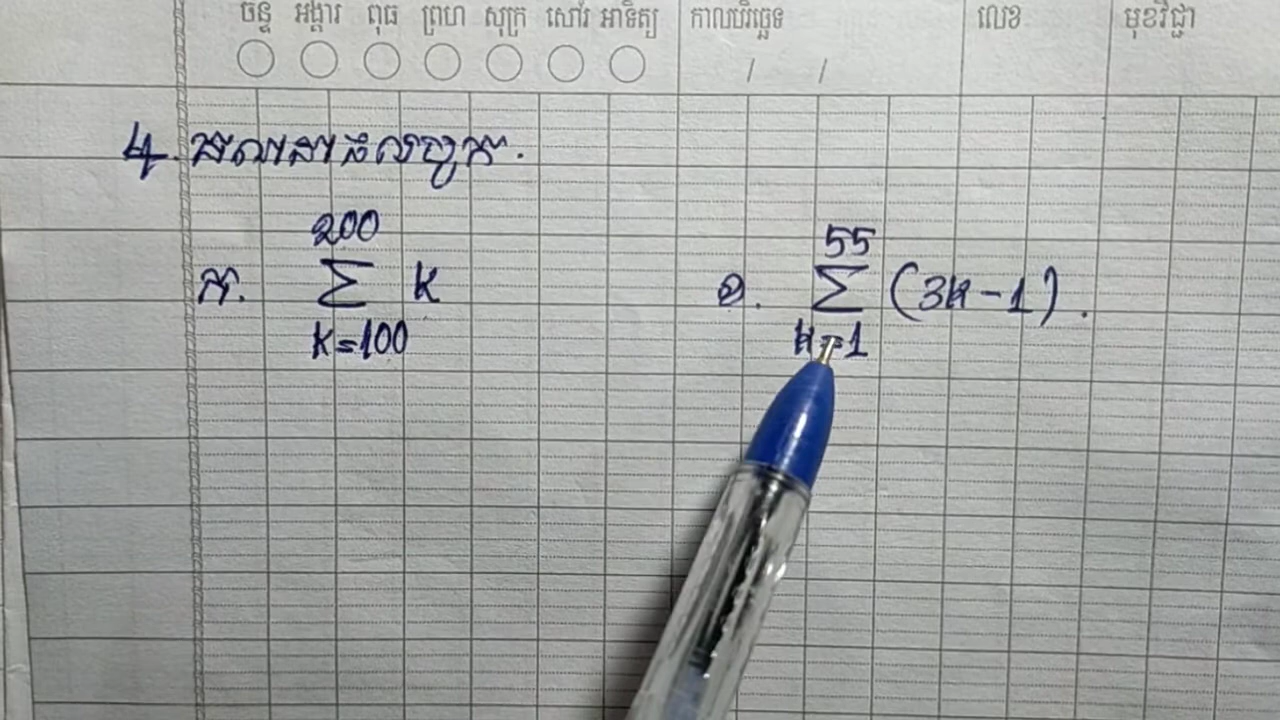 ចន្ទ អង្គារ ពុធ ព្រហ សុក្រ សៅរ៍ អាទិត្យ កាលបរិច្ឆេទ លេខ មុខវិជ្ជា
/ /
4. គណនាផលបូក.
ក. 200 ∑ k=100 k ខ. 55 ∑ k=1 (3k-1).